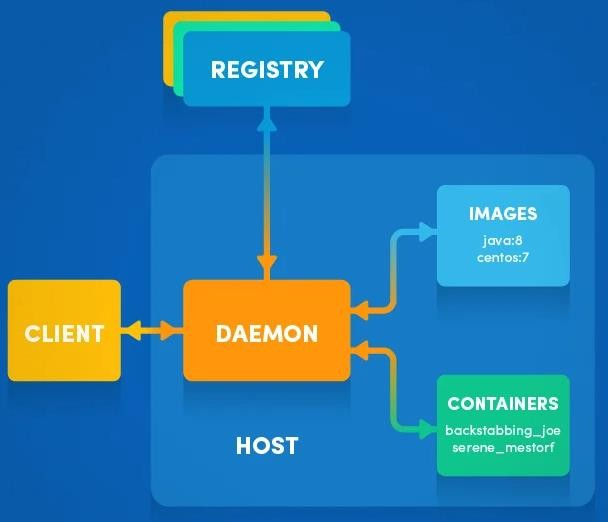 REGISTRY
IMAGES
java:8
centos:7
CLIENT
DAEMON
CONTAINERS
backstabbing_joe
serene_mestorf
HOST